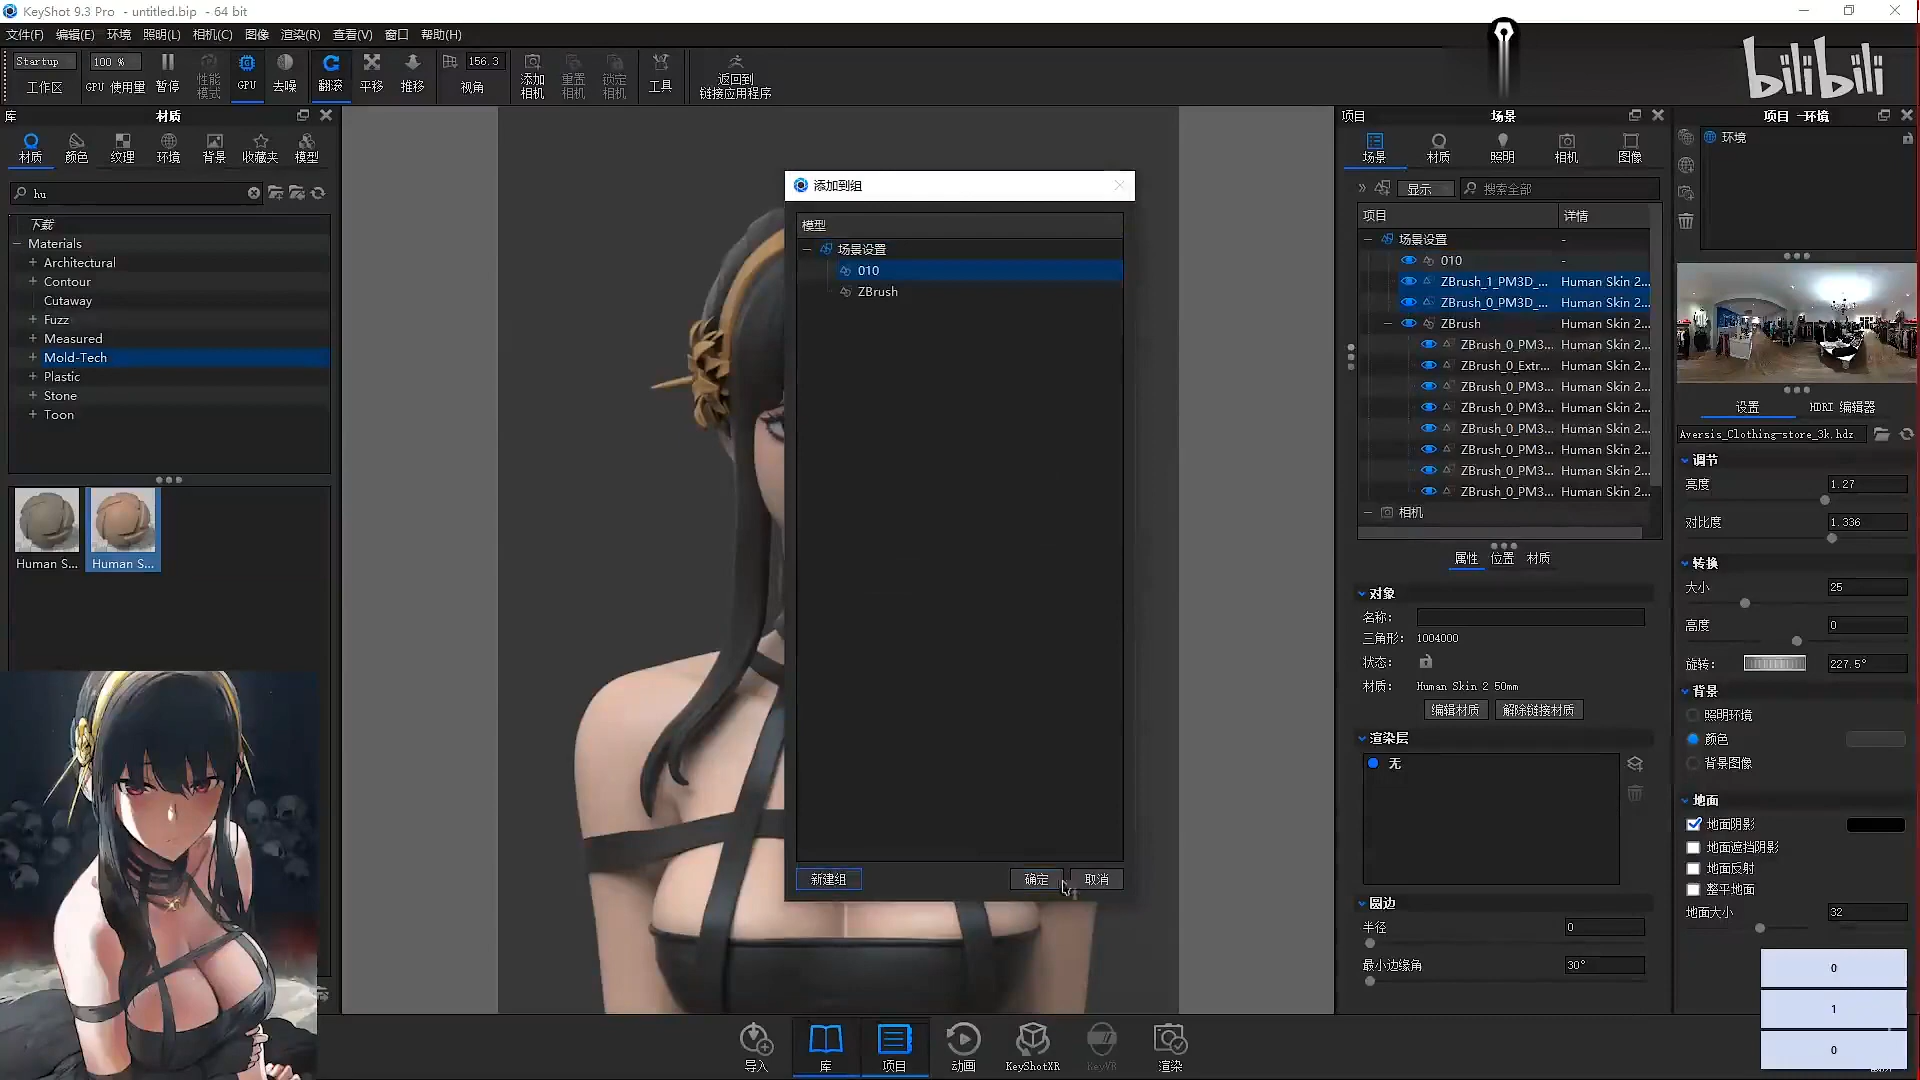 KeyShot 9.3 Pro - untitled.bip - 64 bit
文件(F) 编辑(E) 环境 照明(L) 相机(C) 图像 渲染(R) 查看(V) 窗口 帮助(H)
Startup 100 % 156.3
工作区 GPU 使用量 暂停 性能模式 GPU 去噪 翻滚 平移 推移 视角 添加相机 重置相机 锁定相机 工具 返回到链接应用程序
bilibili
库 材质
材质 颜色 纹理 环境 背景 收藏夹 模型
hu
下载
Materials
Architectural
Contour
Cutaway
Fuzz
Measured
Mold-Tech
Plastic
Stone
Toon
Human S...
Human S...
添加到组
模型
场景设置
010
ZBrush
新建组 确定 取消
项目 场景
场景 材质 照明 相机 图像
显示 搜索全部
项目 详情
场景设置 -
010 -
ZBrush_1_PM3D_... Human Skin 2...
ZBrush_0_PM3D_... Human Skin 2...
ZBrush Human Skin 2...
ZBrush_0_PM3... Human Skin 2...
ZBrush_0_Extr... Human Skin 2...
ZBrush_0_PM3... Human Skin 2...
ZBrush_0_PM3... Human Skin 2...
ZBrush_0_PM3... Human Skin 2...
ZBrush_0_PM3... Human Skin 2...
ZBrush_0_PM3... Human Skin 2...
ZBrush_0_PM3... Human Skin 2...
相机
属性 位置 材质
对象
名称:
三角形: 1004000
状态:
材质: Human Skin 2 50mm
编辑材质 解除链接材质
渲染层
无
圆边
半径 0
最小边缘角 30°
项目 - 环境
环境
设置 HDRI 编辑器
Aversis_Clothing-store_3k.hdz
调节
亮度 1.27
对比度 1.336
转换
大小 25
高度 0
旋转: 227.5°
背景
照明环境
颜色
背景图像
地面
地面阴影
地面遮挡阴影
地面反射
整平地面
地面大小 32
0
1
0
导入 库 项目 动画 KeyShotXR KeyVR 渲染